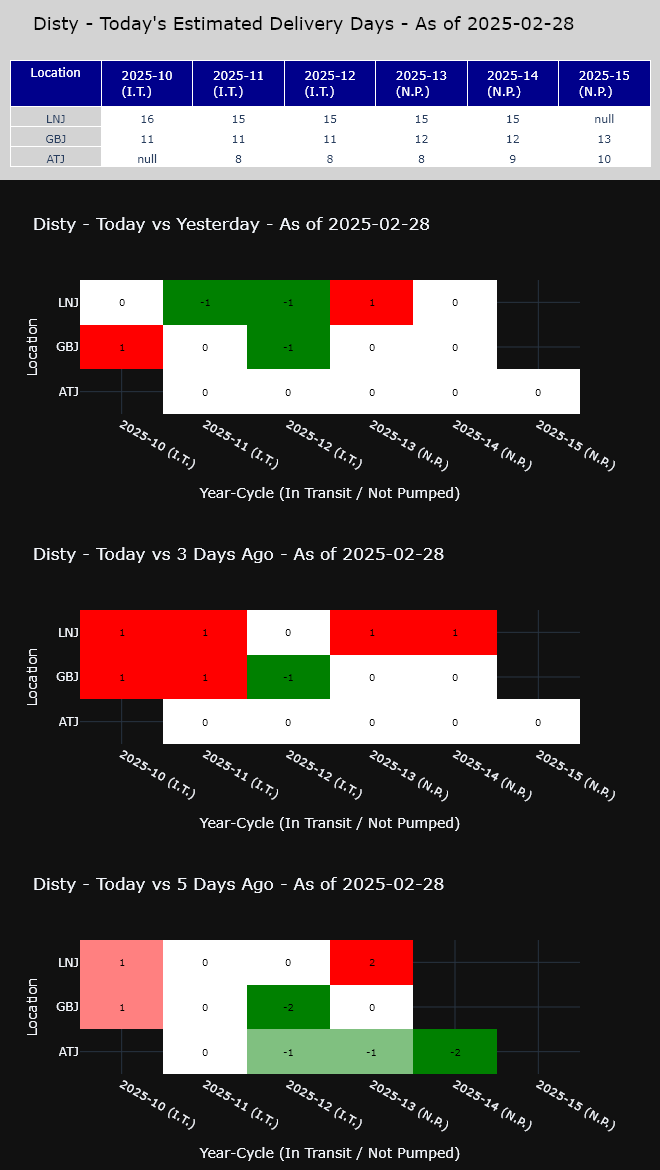 Disty - Today's Estimated Delivery Days - As of 2025-02-28
Location 2025-10 (I.T.) 2025-11 (I.T.) 2025-12 (I.T.) 2025-13 (N.P.) 2025-14 (N.P.) 2025-15 (N.P.)
LNJ 16 15 15 15 15 null
GBJ 11 11 11 12 12 13
ATJ null 8 8 8 9 10
Disty - Today vs Yesterday - As of 2025-02-28
LNJ 0 -1 -1 1 0
GBJ 1 0 -1 0 0
ATJ 0 0 0 0 0
Location
2025-10 (I.T.) 2025-11 (I.T.) 2025-12 (I.T.) 2025-13 (N.P.) 2025-14 (N.P.) 2025-15 (N.P.)
Year-Cycle (In Transit / Not Pumped)
Disty - Today vs 3 Days Ago - As of 2025-02-28
LNJ 1 1 0 1 1
GBJ 1 1 -1 0 0
ATJ 0 0 0 0 0
Location
2025-10 (I.T.) 2025-11 (I.T.) 2025-12 (I.T.) 2025-13 (N.P.) 2025-14 (N.P.) 2025-15 (N.P.)
Year-Cycle (In Transit / Not Pumped)
Disty - Today vs 5 Days Ago - As of 2025-02-28
LNJ 1 0 0 2
GBJ 1 0 -2 0
ATJ 0 -1 -1 -2
Location
2025-10 (I.T.) 2025-11 (I.T.) 2025-12 (I.T.) 2025-13 (N.P.) 2025-14 (N.P.) 2025-15 (N.P.)
Year-Cycle (In Transit / Not Pumped)